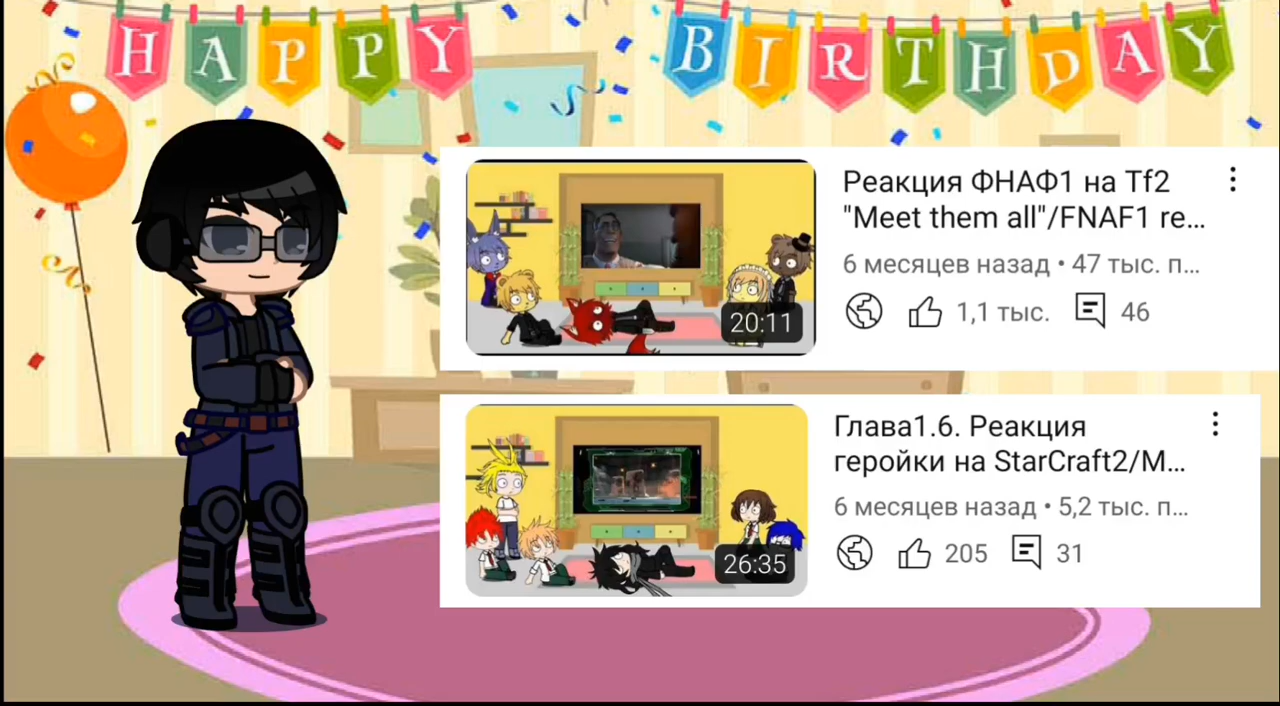 HAPPY BIRTHDAY
Реакция ФНАФ1 на Tf2
"Meet them all"/FNAF1 re...
6 месяцев назад • 47 тыс. п...
1,1 тыс. 46
20:11
Глава1.6. Реакция
геройки на StarCraft2/M...
6 месяцев назад • 5,2 тыс. п...
205 31
26:35